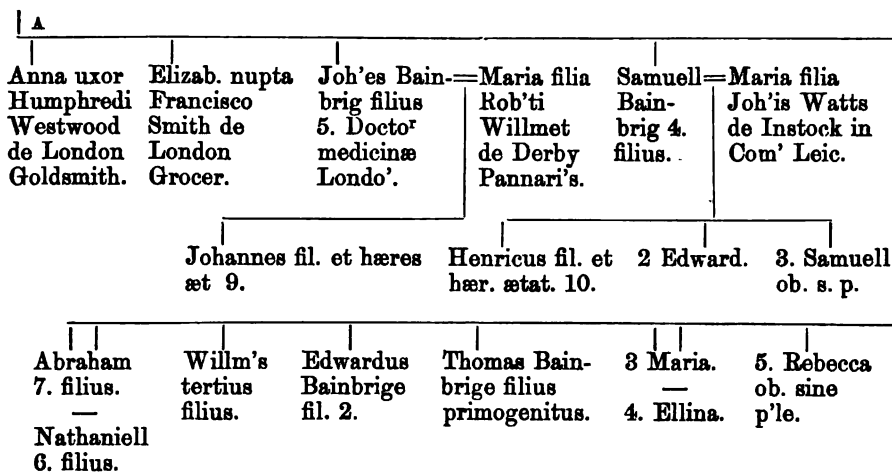 A
Anna uxor
Humphredi
Westwood
de London
Goldsmith.
Elizab. nupta
Francisco
Smith de
London
Grocer.
Joh'es Bain-
brig filius
5. Doctoʳ
medicinæ
Londo'.
Maria filia
Rob'ti
Willmet
de Derby
Pannari's.
Samuell
Bain-
brig 4.
filius.
Maria filia
Joh'is Watts
de Instock in
Com' Leic.
Johannes fil. et hæres
æt 9.
Henricus fil. et
hær. ætat. 10.
2 Edward.
3. Samuell
ob. s. p.
Abraham
7. filius.
—
Nathaniell
6. filius.
Willm's
tertius
filius.
Edwardus
Bainbrige
fil. 2.
Thomas Bain-
brige filius
primogenitus.
3 Maria.
—
4. Ellina.
5. Rebecca
ob. sine
p'le.